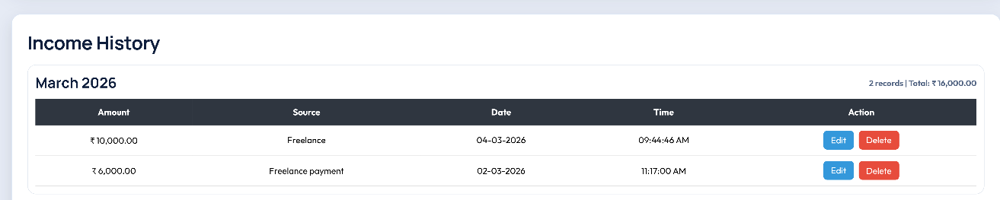 Income History
March 2026
2 records | Total: ₹ 16,000.00
Amount Source Date Time Action
₹ 10,000.00 Freelance 04-03-2026 09:44:46 AM Edit Delete
₹ 6,000.00 Freelance payment 02-03-2026 11:17:00 AM Edit Delete